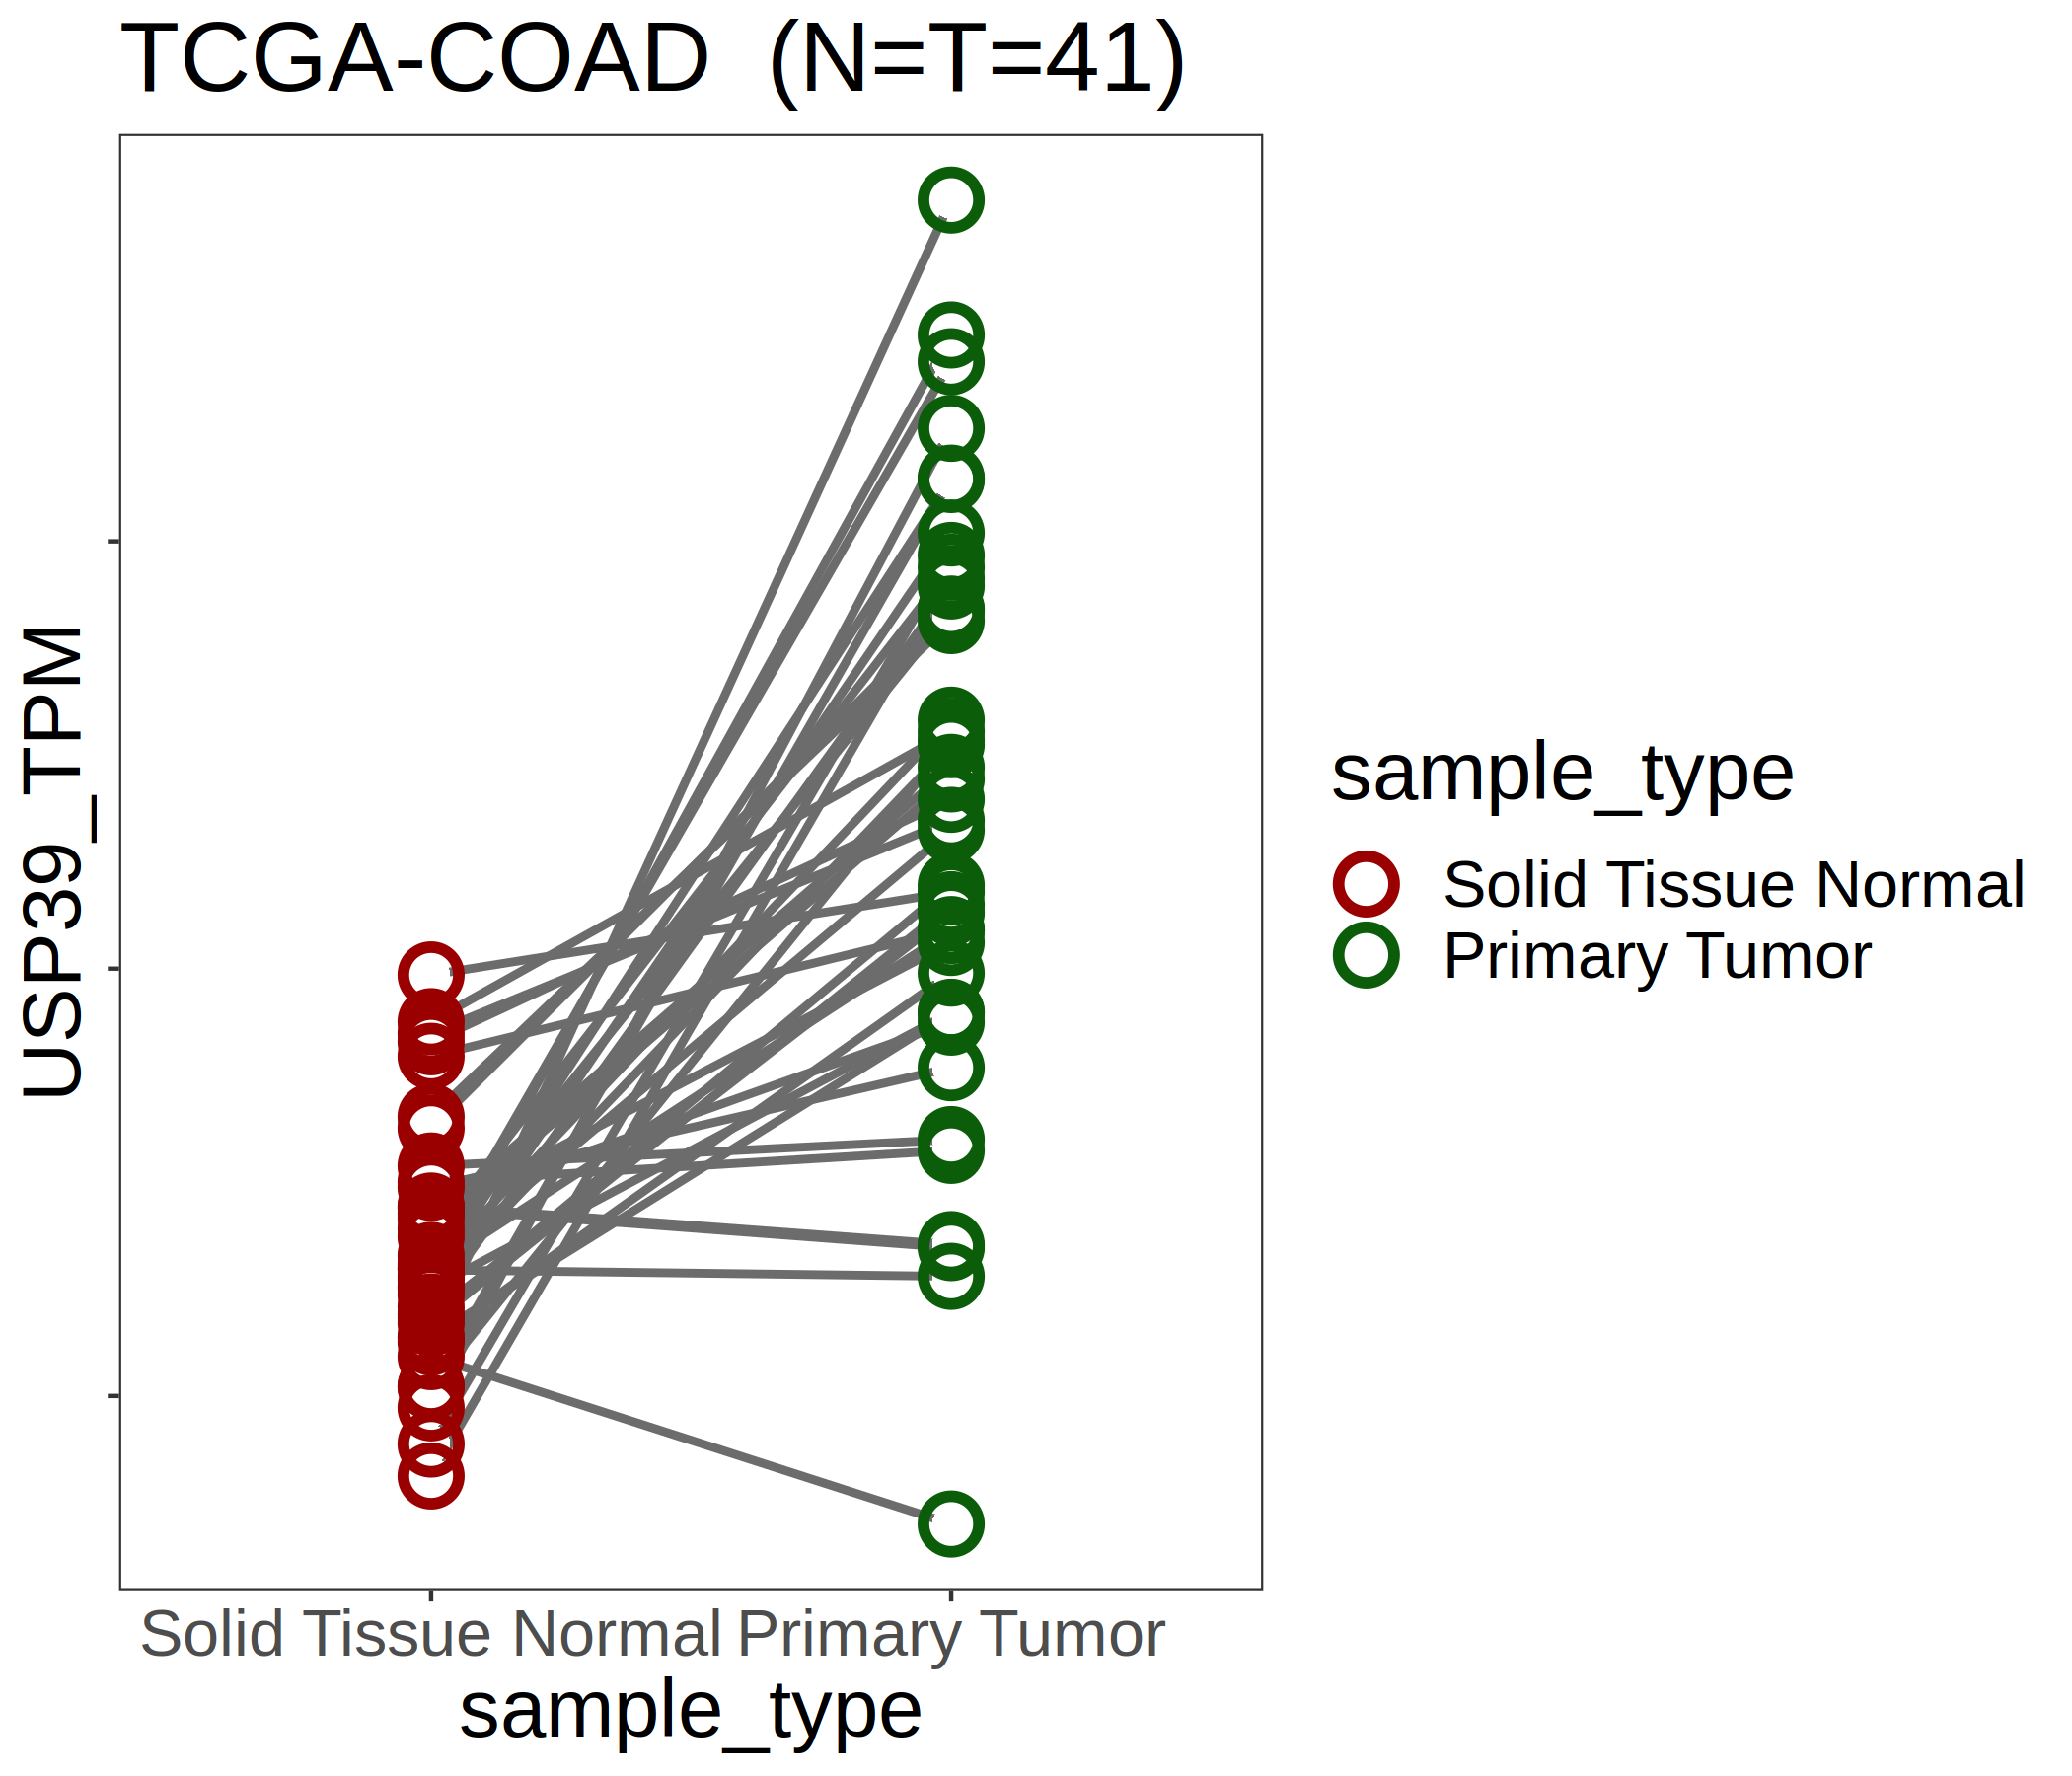 TCGA-COAD  (N=T=41)
USP39_TPM
Solid Tissue Normal
Primary Tumor
sample_type
sample_type
Solid Tissue Normal
Primary Tumor